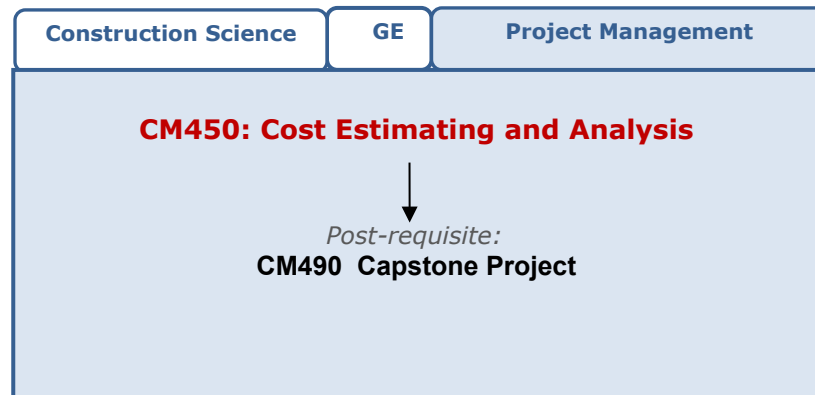 Construction Science
GE
Project Management
CM450: Cost Estimating and Analysis
Post-requisite:
CM490 Capstone Project